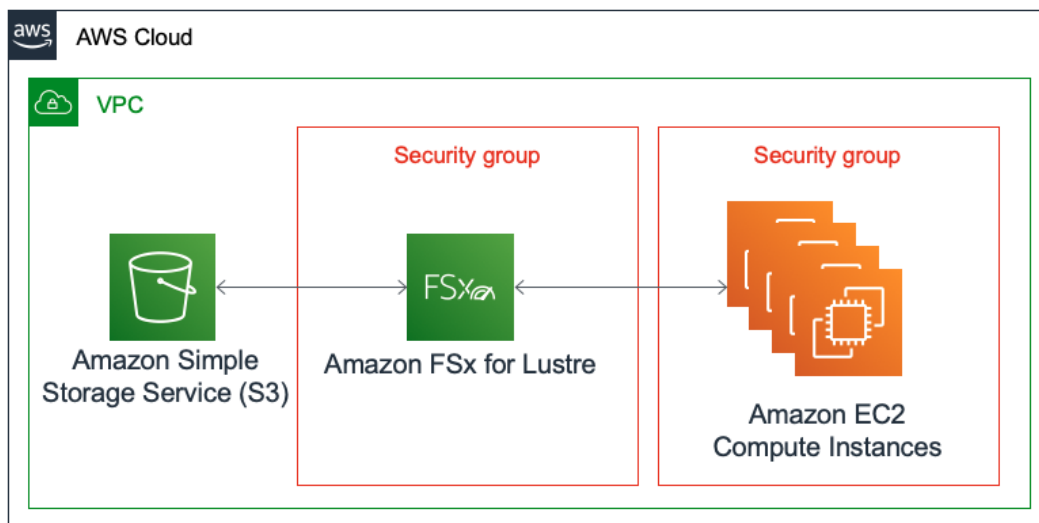 aws
AWS Cloud
VPC
Security group
Security group
FSx
Amazon Simple
Storage Service (S3)
Amazon FSx for Lustre
Amazon EC2
Compute Instances